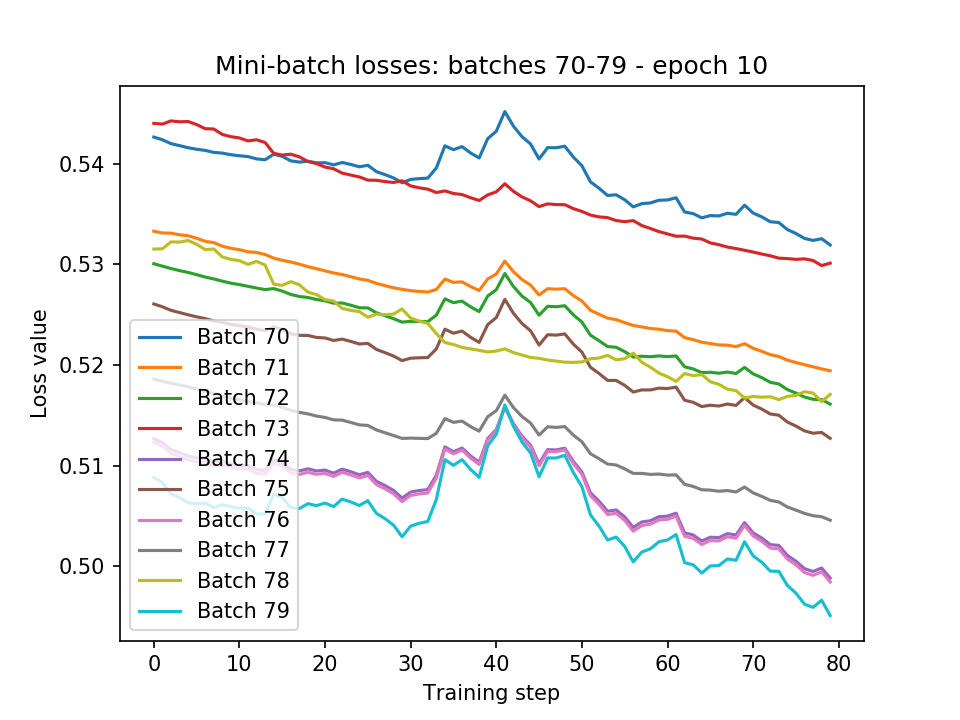 Mini-batch losses: batches 70-79 - epoch 10
Loss value
0.54
0.53
0.52
0.51
0.50
Batch 70
Batch 71
Batch 72
Batch 73
Batch 74
Batch 75
Batch 76
Batch 77
Batch 78
Batch 79
0 10 20 30 40 50 60 70 80
Training step